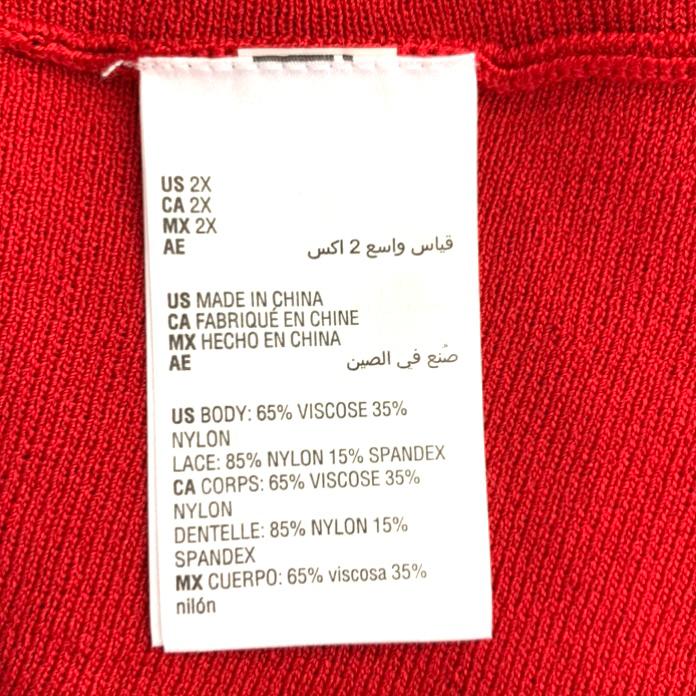 US 2X
CA 2X
MX 2X
AE قياس واسع 2 اكس
US MADE IN CHINA
CA FABRIQUÉ EN CHINE
MX HECHO EN CHINA
AE صُنع في الصين
US BODY: 65% VISCOSE 35%
NYLON
LACE: 85% NYLON 15% SPANDEX
CA CORPS: 65% VISCOSE 35%
NYLON
DENTELLE: 85% NYLON 15%
SPANDEX
MX CUERPO: 65% viscosa 35%
nilón